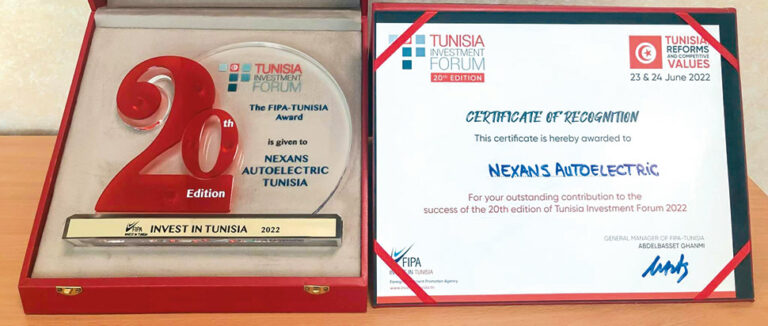 TUNISIA
INVESTMENT
FORUM
The FIPA-TUNISIA
Award
is given to
NEXANS
AUTOELECTRIC
TUNISIA
20th
Edition
FIPA
INVEST IN TUNISIA 2022
TUNISIA
INVESTMENT
FORUM
20TH EDITION
TUNISIA
REFORMS
AND COMPETITIVE
VALUES
23 & 24 June 2022
CERTIFICATE OF RECOGNITION
This certificate is hereby awarded to
NEXANS AUTOELECTRIC
For your outstanding contribution to the
success of the 20th edition of Tunisia Investment Forum 2022
GENERAL MANAGER OF FIPA-TUNISIA
ABDELBASSET GHANMI
FIPA
INVEST IN TUNISIA
Promotion Agency